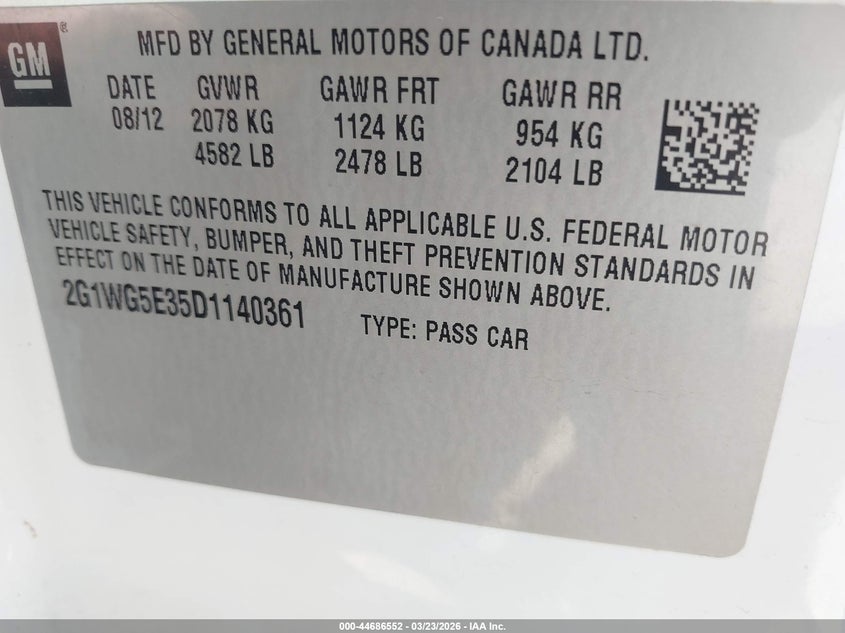 GM®
MFD BY GENERAL MOTORS OF CANADA LTD.
DATE GVWR GAWR FRT GAWR RR
08/12 2078 KG 1124 KG 954 KG
4582 LB 2478 LB 2104 LB
THIS VEHICLE CONFORMS TO ALL APPLICABLE U.S. FEDERAL MOTOR
VEHICLE SAFETY, BUMPER, AND THEFT PREVENTION STANDARDS IN
EFFECT ON THE DATE OF MANUFACTURE SHOWN ABOVE.
2G1WG5E35D1140361 TYPE: PASS CAR
000-44686552 - 03/23/2026 - IAA Inc.